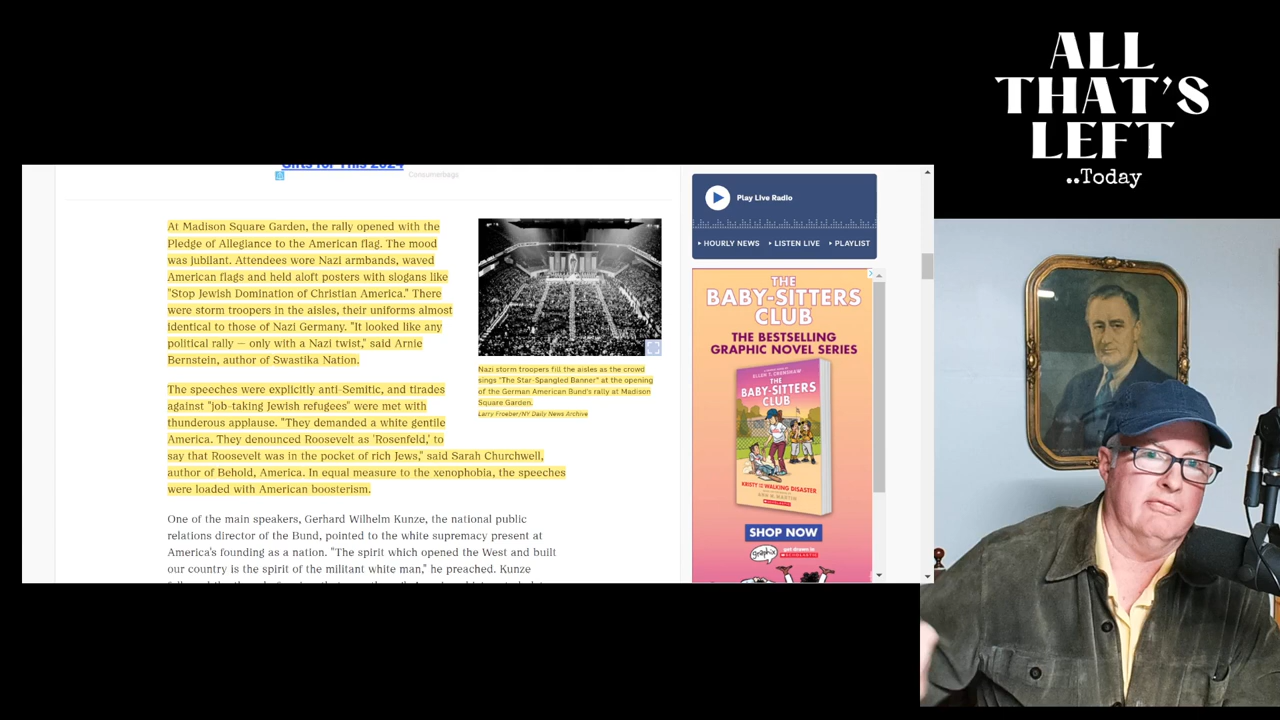 ALL
THAT'S
LEFT
..Today
Gifts for This 2024
Consumerbags
At Madison Square Garden, the rally opened with the
Pledge of Allegiance to the American flag. The mood
was jubilant. Attendees wore Nazi armbands, waved
American flags and held aloft posters with slogans like
"Stop Jewish Domination of Christian America." There
were storm troopers in the aisles, their uniforms almost
identical to those of Nazi Germany. "It looked like any
political rally — only with a Nazi twist," said Arnie
Bernstein, author of Swastika Nation.
The speeches were explicitly anti-Semitic, and tirades
against "job-taking Jewish refugees" were met with
thunderous applause. "They demanded a white gentile
America. They denounced Roosevelt as 'Rosenfeld,' to
say that Roosevelt was in the pocket of rich Jews," said Sarah Churchwell,
author of Behold, America. In equal measure to the xenophobia, the speeches
were loaded with American boosterism.
One of the main speakers, Gerhard Wilhelm Kunze, the national public
relations director of the Bund, pointed to the white supremacy present at
America's founding as a nation. "The spirit which opened the West and built
our country is the spirit of the militant white man," he preached. Kunze
Nazi storm troopers fill the aisles as the crowd
sings "The Star-Spangled Banner" at the opening
of the German American Bund's rally at Madison
Square Garden.
Larry Froeber/NY Daily News Archive
Play Live Radio
HOURLY NEWS LISTEN LIVE PLAYLIST
THE
BABY-SITTERS
CLUB
THE BESTSELLING
GRAPHIC NOVEL SERIES
THE
BABY-SITTERS
CLUB
KRISTY AND THE WALKING DISASTER
ANN M. MARTIN
SHOP NOW
graphix
get drawn in
SCHOLASTIC